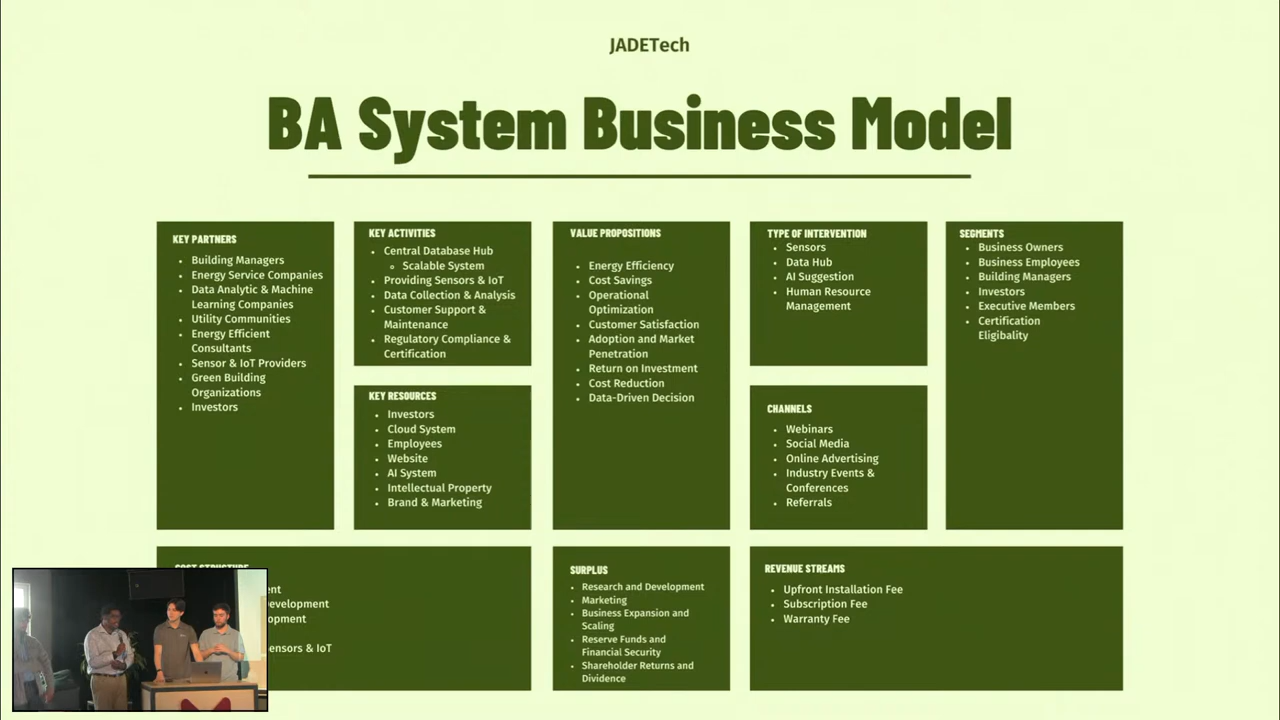 JADETech
BA System Business Model
KEY PARTNERS
Building Managers
Energy Service Companies
Data Analytic & Machine
Learning Companies
Utility Communities
Energy Efficient
Consultants
Sensor & IoT Providers
Green Building
Organizations
Investors
KEY ACTIVITIES
Central Database Hub
Scalable System
Providing Sensors & IoT
Data Collection & Analysis
Customer Support &
Maintenance
Regulatory Compliance &
Certification
KEY RESOURCES
Investors
Cloud System
Employees
Website
AI System
Intellectual Property
Brand & Marketing
VALUE PROPOSITIONS
Energy Efficiency
Cost Savings
Operational
Optimization
Customer Satisfaction
Adoption and Market
Penetration
Return on Investment
Cost Reduction
Data-Driven Decision
TYPE OF INTERVENTION
Sensors
Data Hub
AI Suggestion
Human Resource
Management
CHANNELS
Webinars
Social Media
Online Advertising
Industry Events &
Conferences
Referrals
SEGMENTS
Business Owners
Business Employees
Building Managers
Investors
Executive Members
Certification
Eligibality
COST STRUCTURE
ensors & IoT
SURPLUS
Research and Development
Marketing
Business Expansion and
Scaling
Reserve Funds and
Financial Security
Shareholder Returns and
Dividence
REVENUE STREAMS
Upfront Installation Fee
Subscription Fee
Warranty Fee